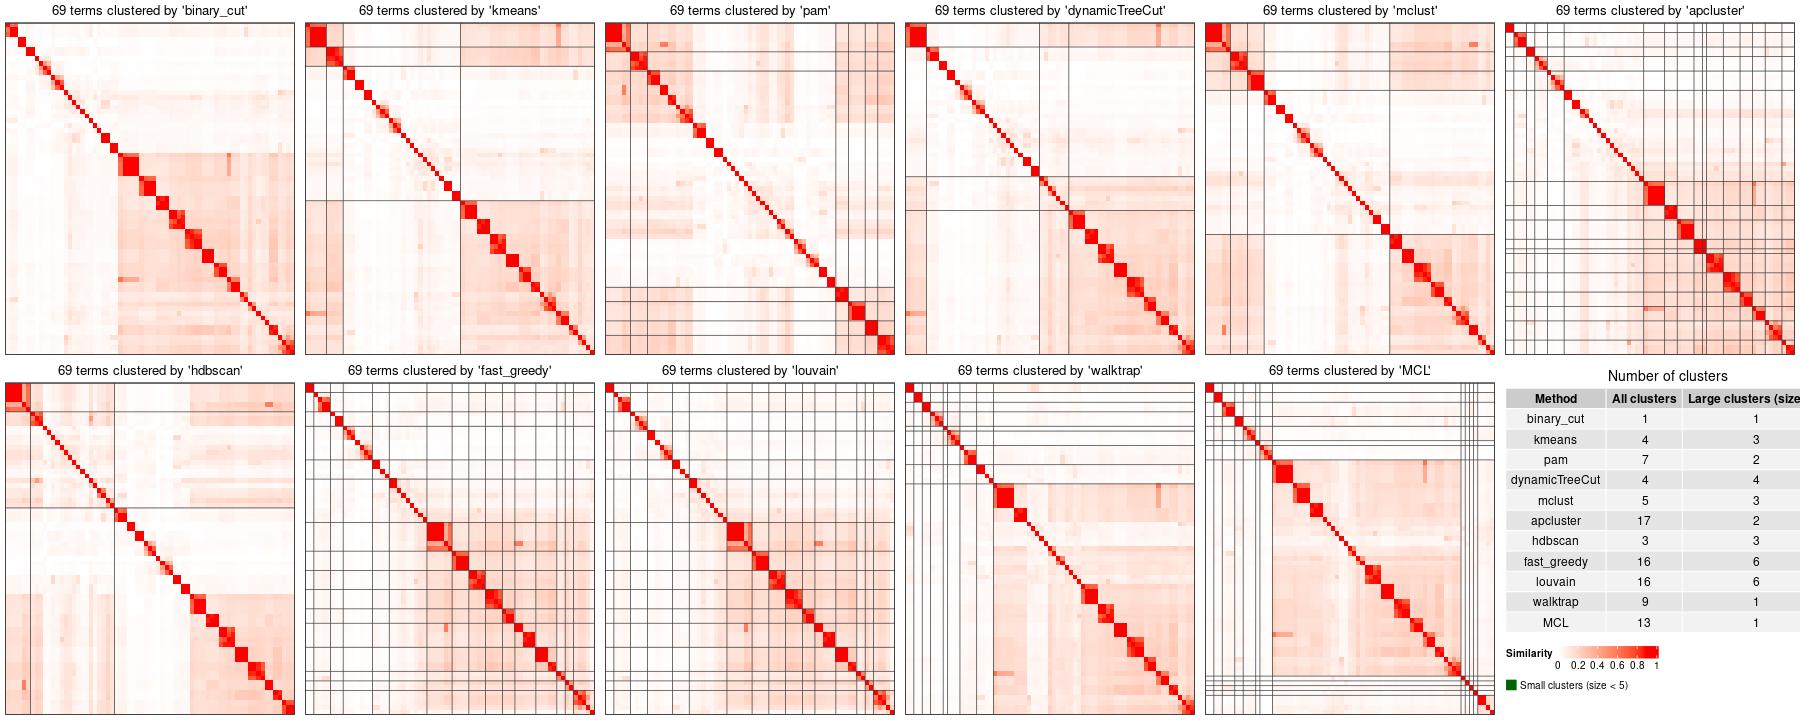 69 terms clustered by 'binary_cut'
69 terms clustered by 'kmeans'
69 terms clustered by 'pam'
69 terms clustered by 'dynamicTreeCut'
69 terms clustered by 'mclust'
69 terms clustered by 'apcluster'
69 terms clustered by 'hdbscan'
69 terms clustered by 'fast_greedy'
69 terms clustered by 'louvain'
69 terms clustered by 'walktrap'
69 terms clustered by 'MCL'
Number of clusters
Method All clusters Large clusters (size
binary_cut 1 1
kmeans 4 3
pam 7 2
dynamicTreeCut 4 4
mclust 5 3
apcluster 17 2
hdbscan 3 3
fast_greedy 16 6
louvain 16 6
walktrap 9 1
MCL 13 1
Similarity
0 0.2 0.4 0.6 0.8 1
Small clusters (size < 5)